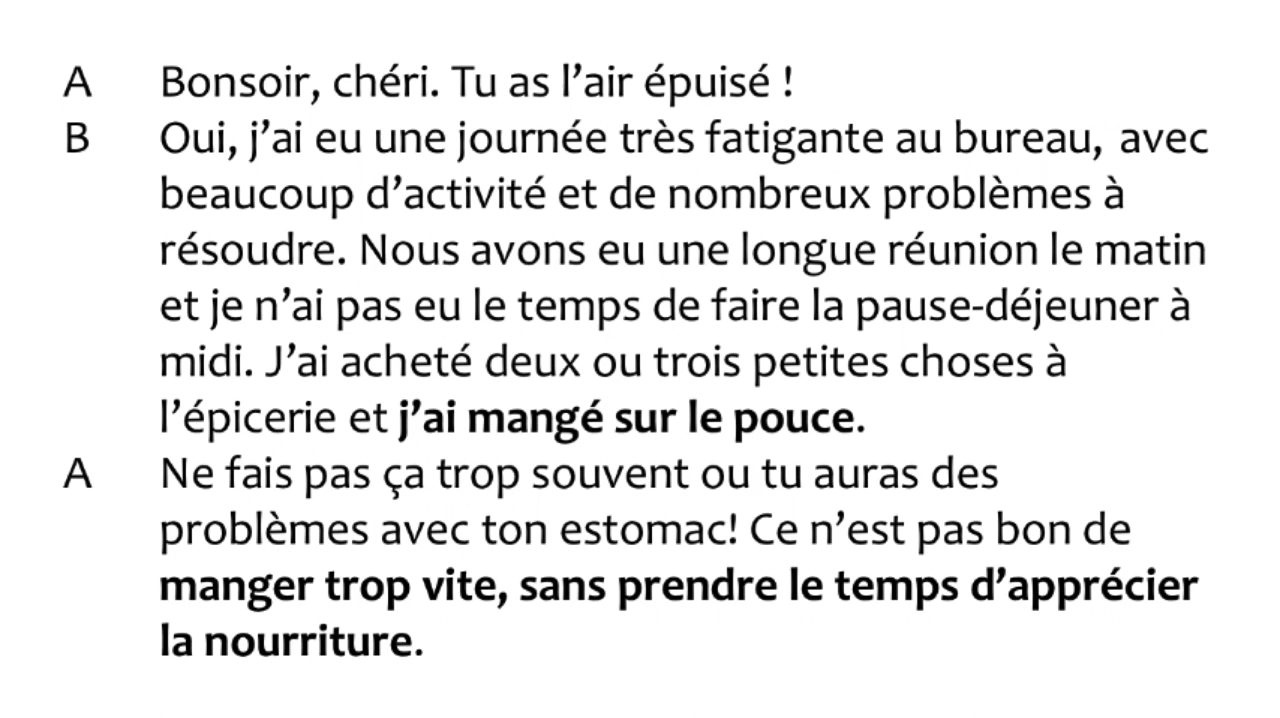 A Bonsoir, chéri. Tu as l’air épuisé !
B Oui, j’ai eu une journée très fatigante au bureau, avec
beaucoup d’activité et de nombreux problèmes à
résoudre. Nous avons eu une longue réunion le matin
et je n’ai pas eu le temps de faire la pause-déjeuner à
midi. J’ai acheté deux ou trois petites choses à
l’épicerie et j’ai mangé sur le pouce.
A Ne fais pas ça trop souvent ou tu auras des
problèmes avec ton estomac! Ce n’est pas bon de
manger trop vite, sans prendre le temps d’apprécier
la nourriture.